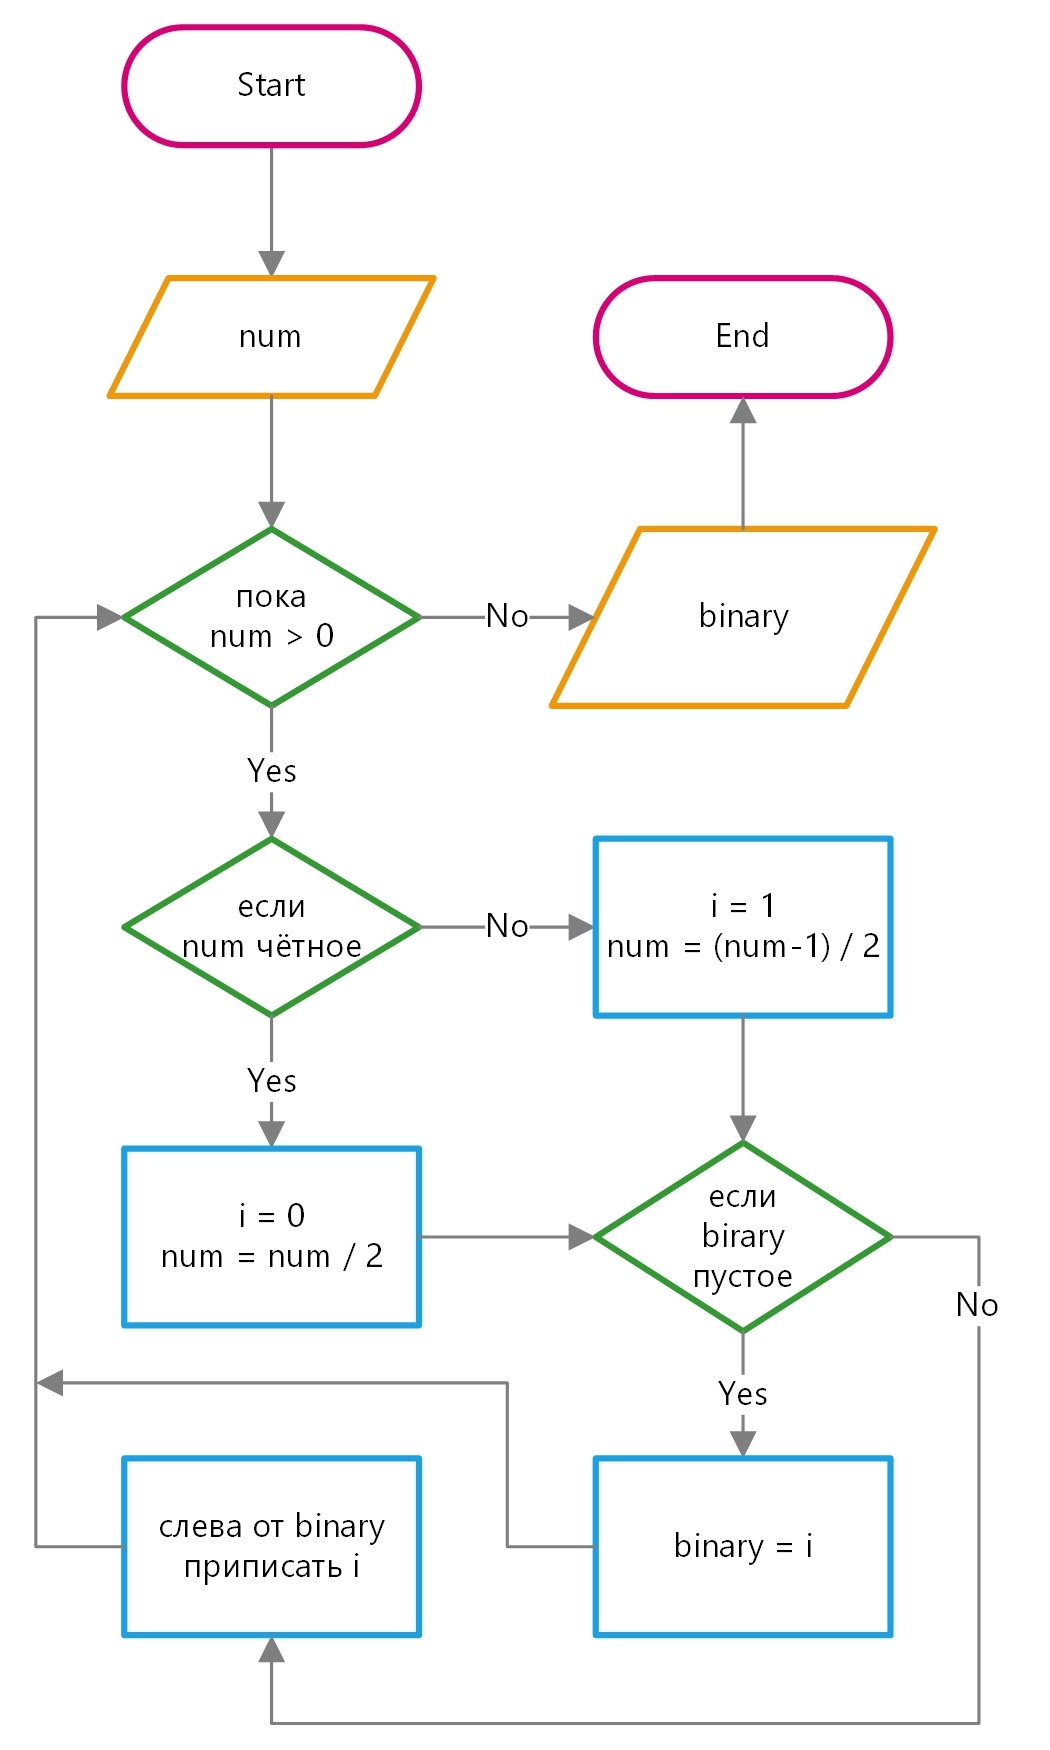 Start
num
End
пока
num > 0
No
binary
Yes
если
num чётное
No
i = 1
num = (num-1) / 2
Yes
i = 0
num = num / 2
если
birary
пустое
No
Yes
слева от binary
приписать i
binary = i